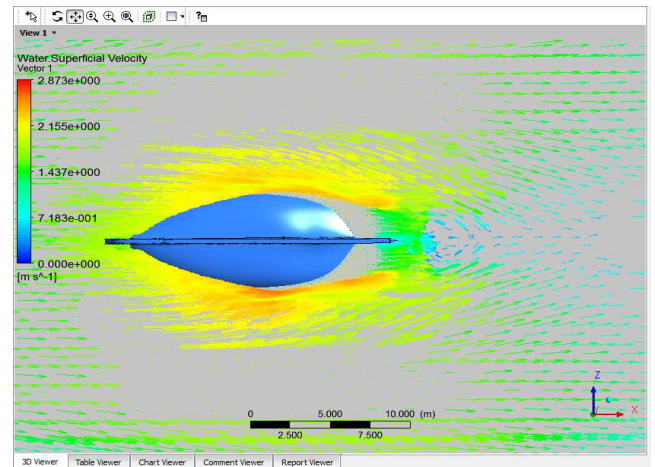 View 1
Water.Superficial Velocity
Vector 1
2.873e+000
2.155e+000
1.437e+000
7.183e-001
0.000e+000
[m s^-1]
0 5.000 10.000 (m)
2.500 7.500
Z
Y X
3D Viewer Table Viewer Chart Viewer Comment Viewer Report Viewer